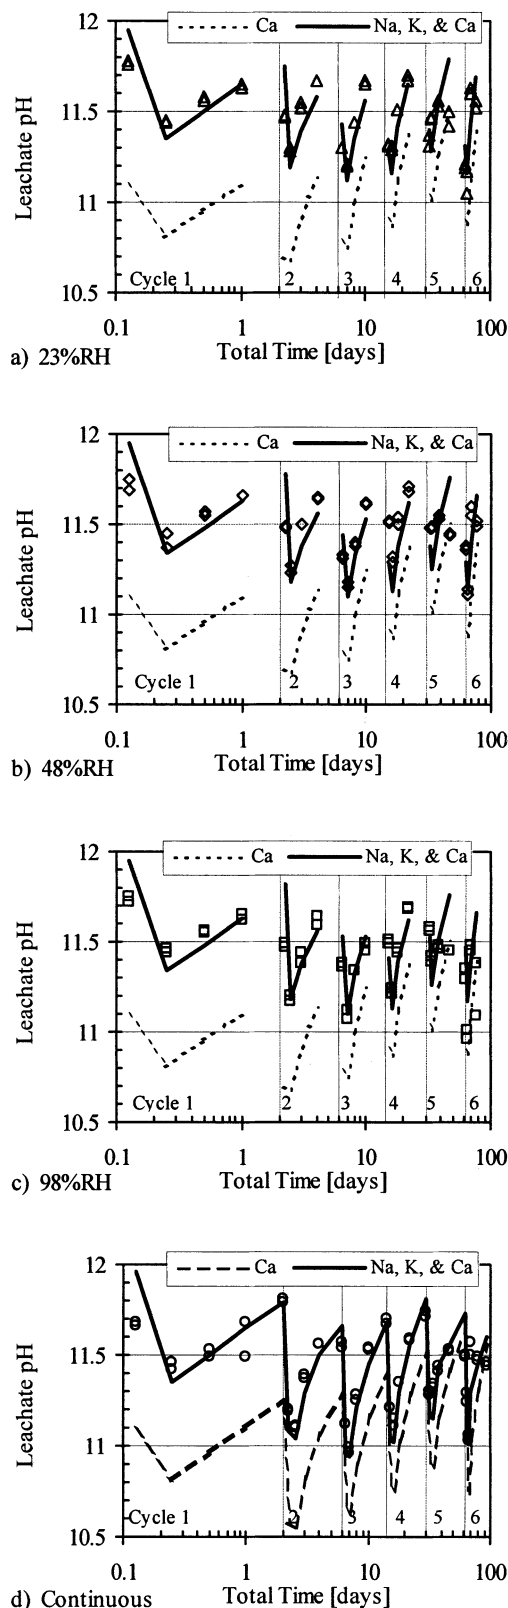 Ca Na, K, & Ca
12
11.5
11
10.5
Leachate pH
Cycle 1 2 3 4 5 6
0.1 1 10 100
Total Time [days]
a) 23%RH
Ca Na, K, & Ca
12
11.5
11
10.5
Leachate pH
Cycle 1 2 3 4 5 6
0.1 1 10 100
Total Time [days]
b) 48%RH
Ca Na, K, & Ca
12
11.5
11
10.5
Leachate pH
Cycle 1 2 3 4 5 6
0.1 1 10 100
Total Time [days]
c) 98%RH
Ca Na, K, & Ca
12
11.5
11
10.5
Leachate pH
Cycle 1 2 3 4 5 6
0.1 1 10 100
Total Time [days]
d) Continuous